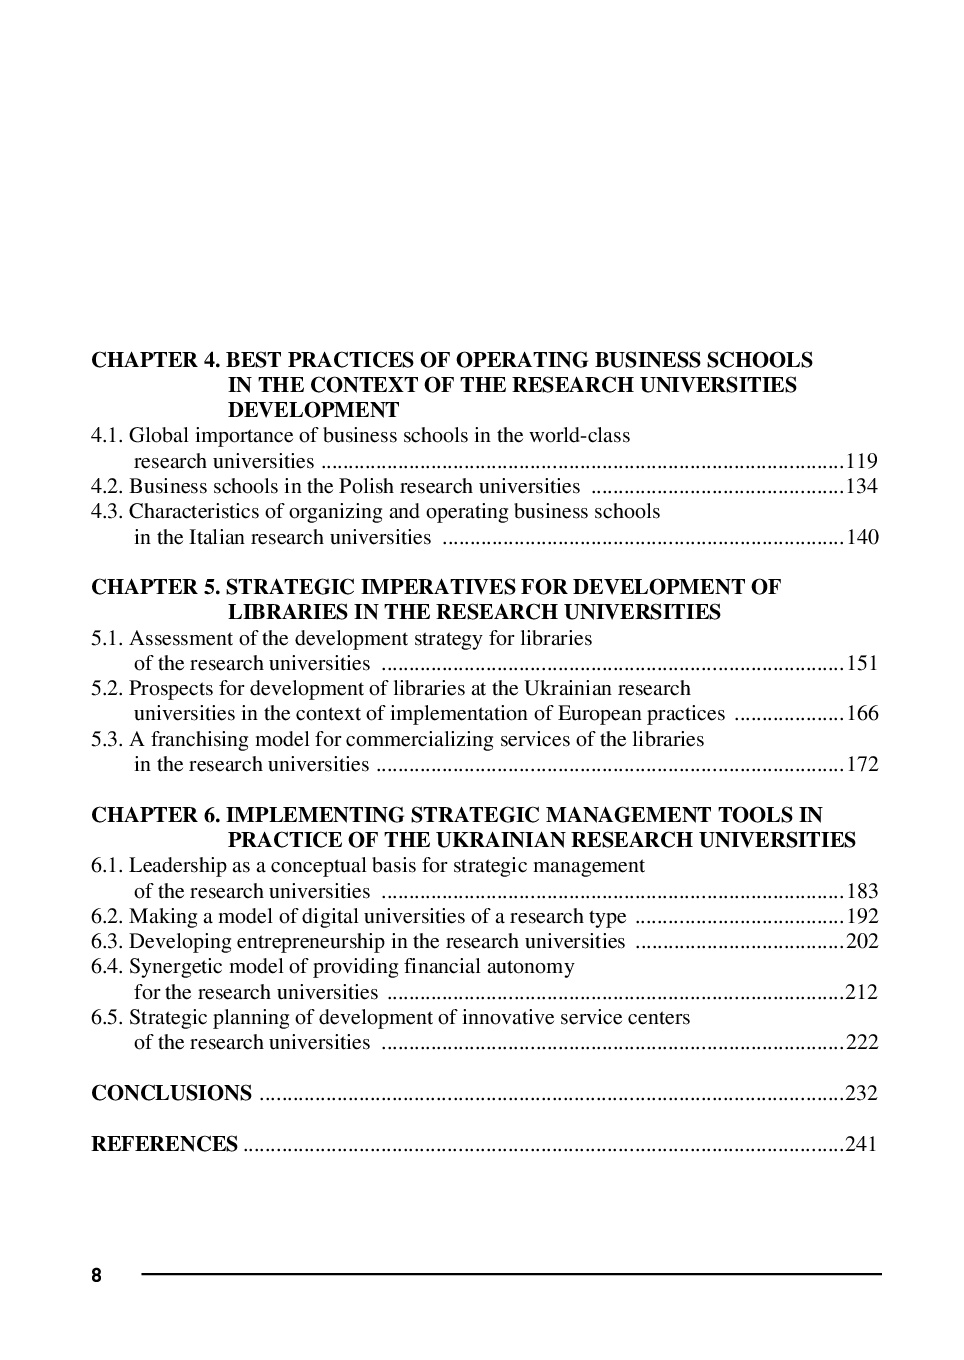 CHAPTER 4. BEST PRACTICES OF OPERATING BUSINESS SCHOOLS
IN THE CONTEXT OF THE RESEARCH UNIVERSITIES
DEVELOPMENT
4.1. Global importance of business schools in the world-class
research universities ................................................................................................119
4.2. Business schools in the Polish research universities ..............................................134
4.3. Characteristics of organizing and operating business schools
in the Italian research universities .........................................................................140

CHAPTER 5. STRATEGIC IMPERATIVES FOR DEVELOPMENT OF
LIBRARIES IN THE RESEARCH UNIVERSITIES
5.1. Assessment of the development strategy for libraries
of the research universities ....................................................................................151
5.2. Prospects for development of libraries at the Ukrainian research
universities in the context of implementation of European practices ....................166
5.3. A franchising model for commercializing services of the libraries
in the research universities .....................................................................................172

CHAPTER 6. IMPLEMENTING STRATEGIC MANAGEMENT TOOLS IN
PRACTICE OF THE UKRAINIAN RESEARCH UNIVERSITIES
6.1. Leadership as a conceptual basis for strategic management
of the research universities ....................................................................................183
6.2. Making a model of digital universities of a research type ......................................192
6.3. Developing entrepreneurship in the research universities ......................................202
6.4. Synergetic model of providing financial autonomy
for the research universities ...................................................................................212
6.5. Strategic planning of development of innovative service centers
of the research universities ....................................................................................222

CONCLUSIONS ...........................................................................................................232

REFERENCES ..............................................................................................................241

8